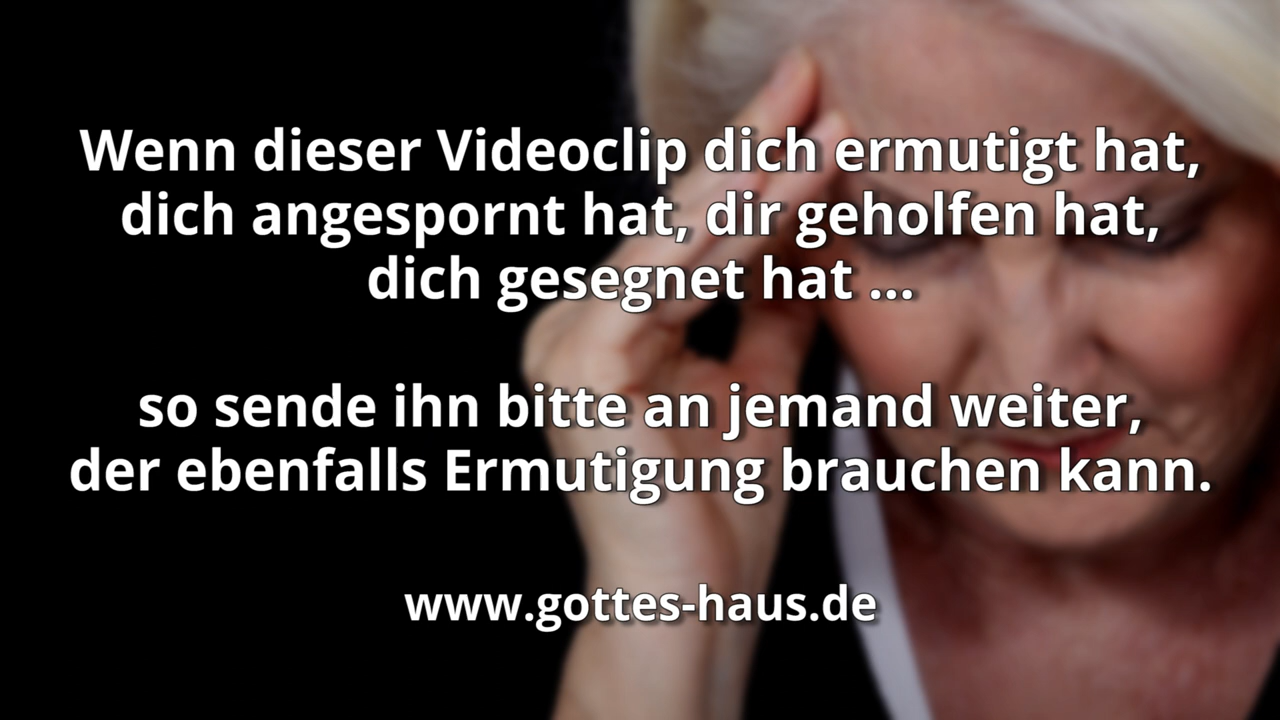 Wenn dieser Videoclip dich ermutigt hat,
dich angespornt hat, dir geholfen hat,
dich gesegnet hat ...
so sende ihn bitte an jemand weiter,
der ebenfalls Ermutigung brauchen kann.
www.gottes-haus.de